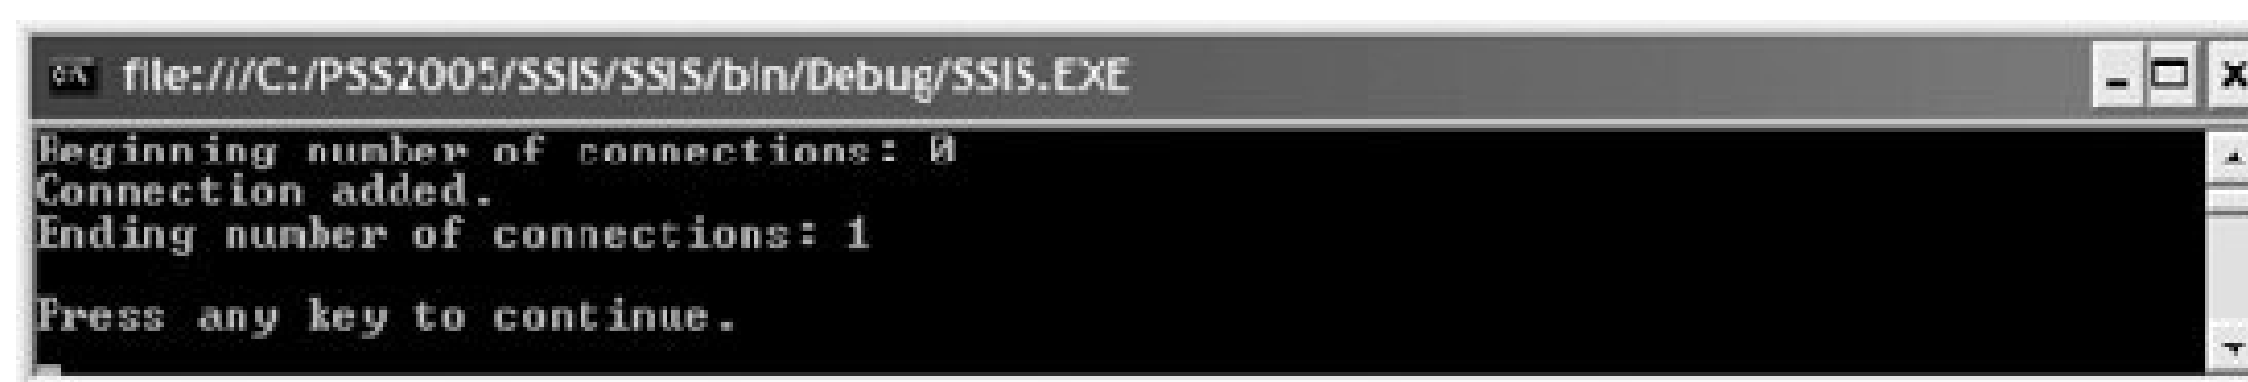 file:///C:/PSS2005/SSIS/SSIS/bin/Debug/SSIS.EXE
Beginning number of connections: 0
Connection added.
Ending number of connections: 1
Press any key to continue.